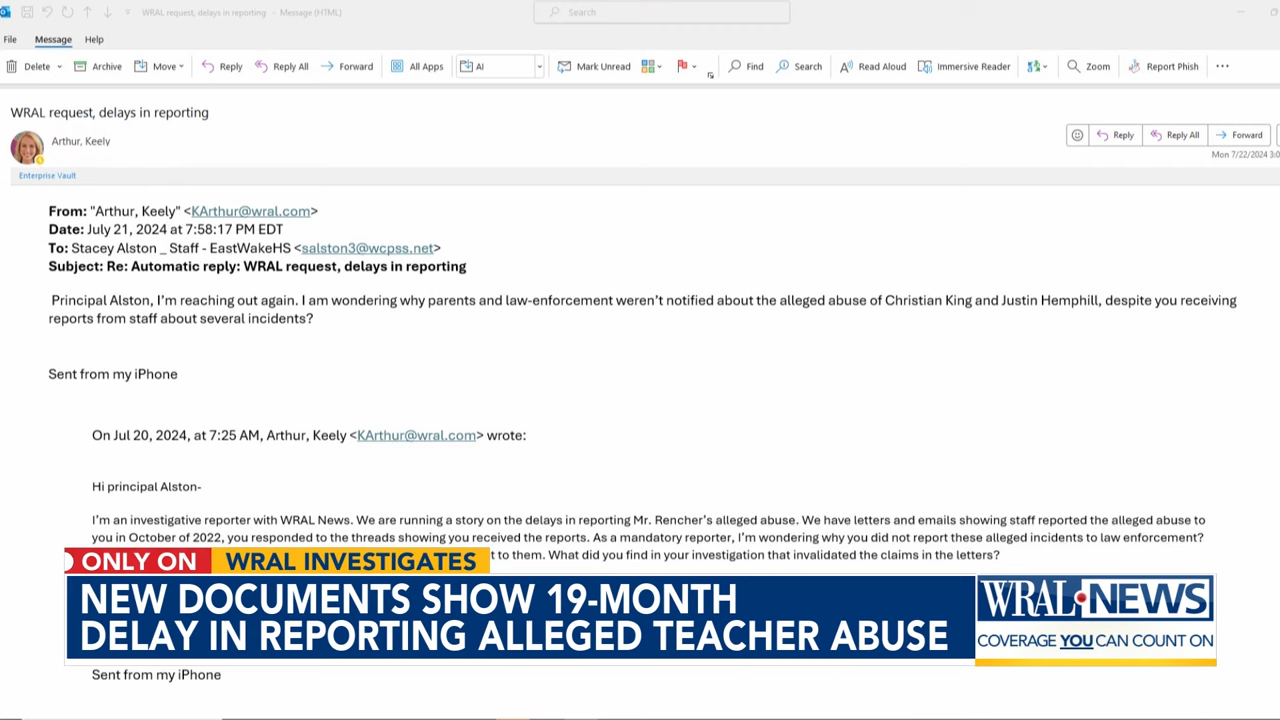 WRAL request, delays in reporting - Message (HTML)
Search
File Message Help
Delete Archive Move Reply Reply All Forward All Apps AI Mark Unread Find Search Read Aloud Immersive Reader Zoom Report Phish ...
WRAL request, delays in reporting
Arthur, Keely
Reply Reply All Forward
Mon 7/22/2024
Enterprise Vault
From: "Arthur, Keely" <KArthur@wral.com>
Date: July 21, 2024 at 7:58:17 PM EDT
To: Stacey Alston _ Staff - EastWakeHS <salston3@wcpss.net>
Subject: Re: Automatic reply: WRAL request, delays in reporting
Principal Alston, I'm reaching out again. I am wondering why parents and law-enforcement weren't notified about the alleged abuse of Christian King and Justin Hemphill, despite you receiving
reports from staff about several incidents?
Sent from my iPhone
On Jul 20, 2024, at 7:25 AM, Arthur, Keely <KArthur@wral.com> wrote:
Hi principal Alston-
I'm an investigative reporter with WRAL News. We are running a story on the delays in reporting Mr. Rencher's alleged abuse. We have letters and emails showing staff reported the alleged abuse to
you in October of 2022, you responded to the threads showing you received the reports. As a mandatory reporter, I'm wondering why you did not report these alleged incidents to law enforcement?
t to them. What did you find in your investigation that invalidated the claims in the letters?
ONLY ON WRAL INVESTIGATES
NEW DOCUMENTS SHOW 19-MONTH
DELAY IN REPORTING ALLEGED TEACHER ABUSE
WRAL NEWS
COVERAGE YOU CAN COUNT ON
Sent from my iPhone